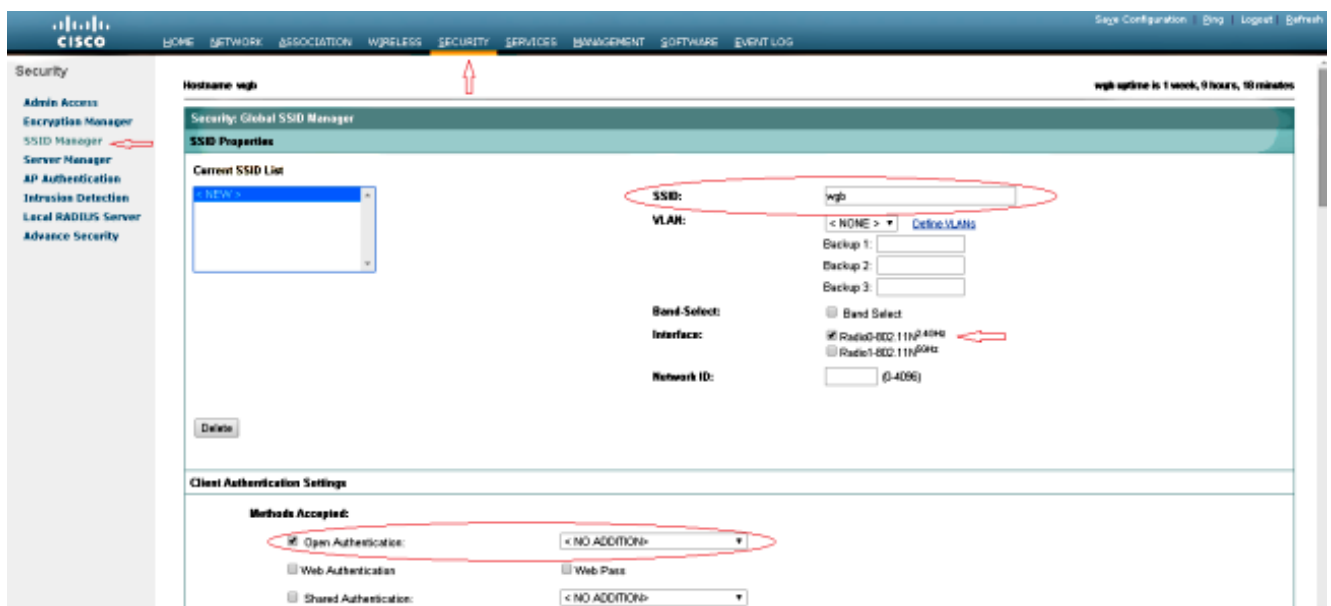 Save Configuration | Ping | Logout | Refresh
CISCO
HOME NETWORK ASSOCIATION WIRELESS SECURITY SERVICES MANAGEMENT SOFTWARE EVENT LOG
Security
Admin Access
Encryption Manager
SSID Manager
Server Manager
AP Authentication
Intrusion Detection
Local RADIUS Server
Advance Security
Hostname wgb
wgb uptime is 1 week, 9 hours, 18 minutes
Security: Global SSID Manager
SSID Properties
Current SSID List
< NEW >
SSID: wgb
VLAN: < NONE > Define VLANs
Backup 1:
Backup 2:
Backup 3:
Band-Select: Band Select
Interface: Radio0-802.11N2.4GHz
Radio1-802.11N5GHz
Network ID: (0-4096)
Delete
Client Authentication Settings
Methods Accepted:
Open Authentication: < NO ADDITION>
Web Authentication Web Pass
Shared Authentication: < NO ADDITION>